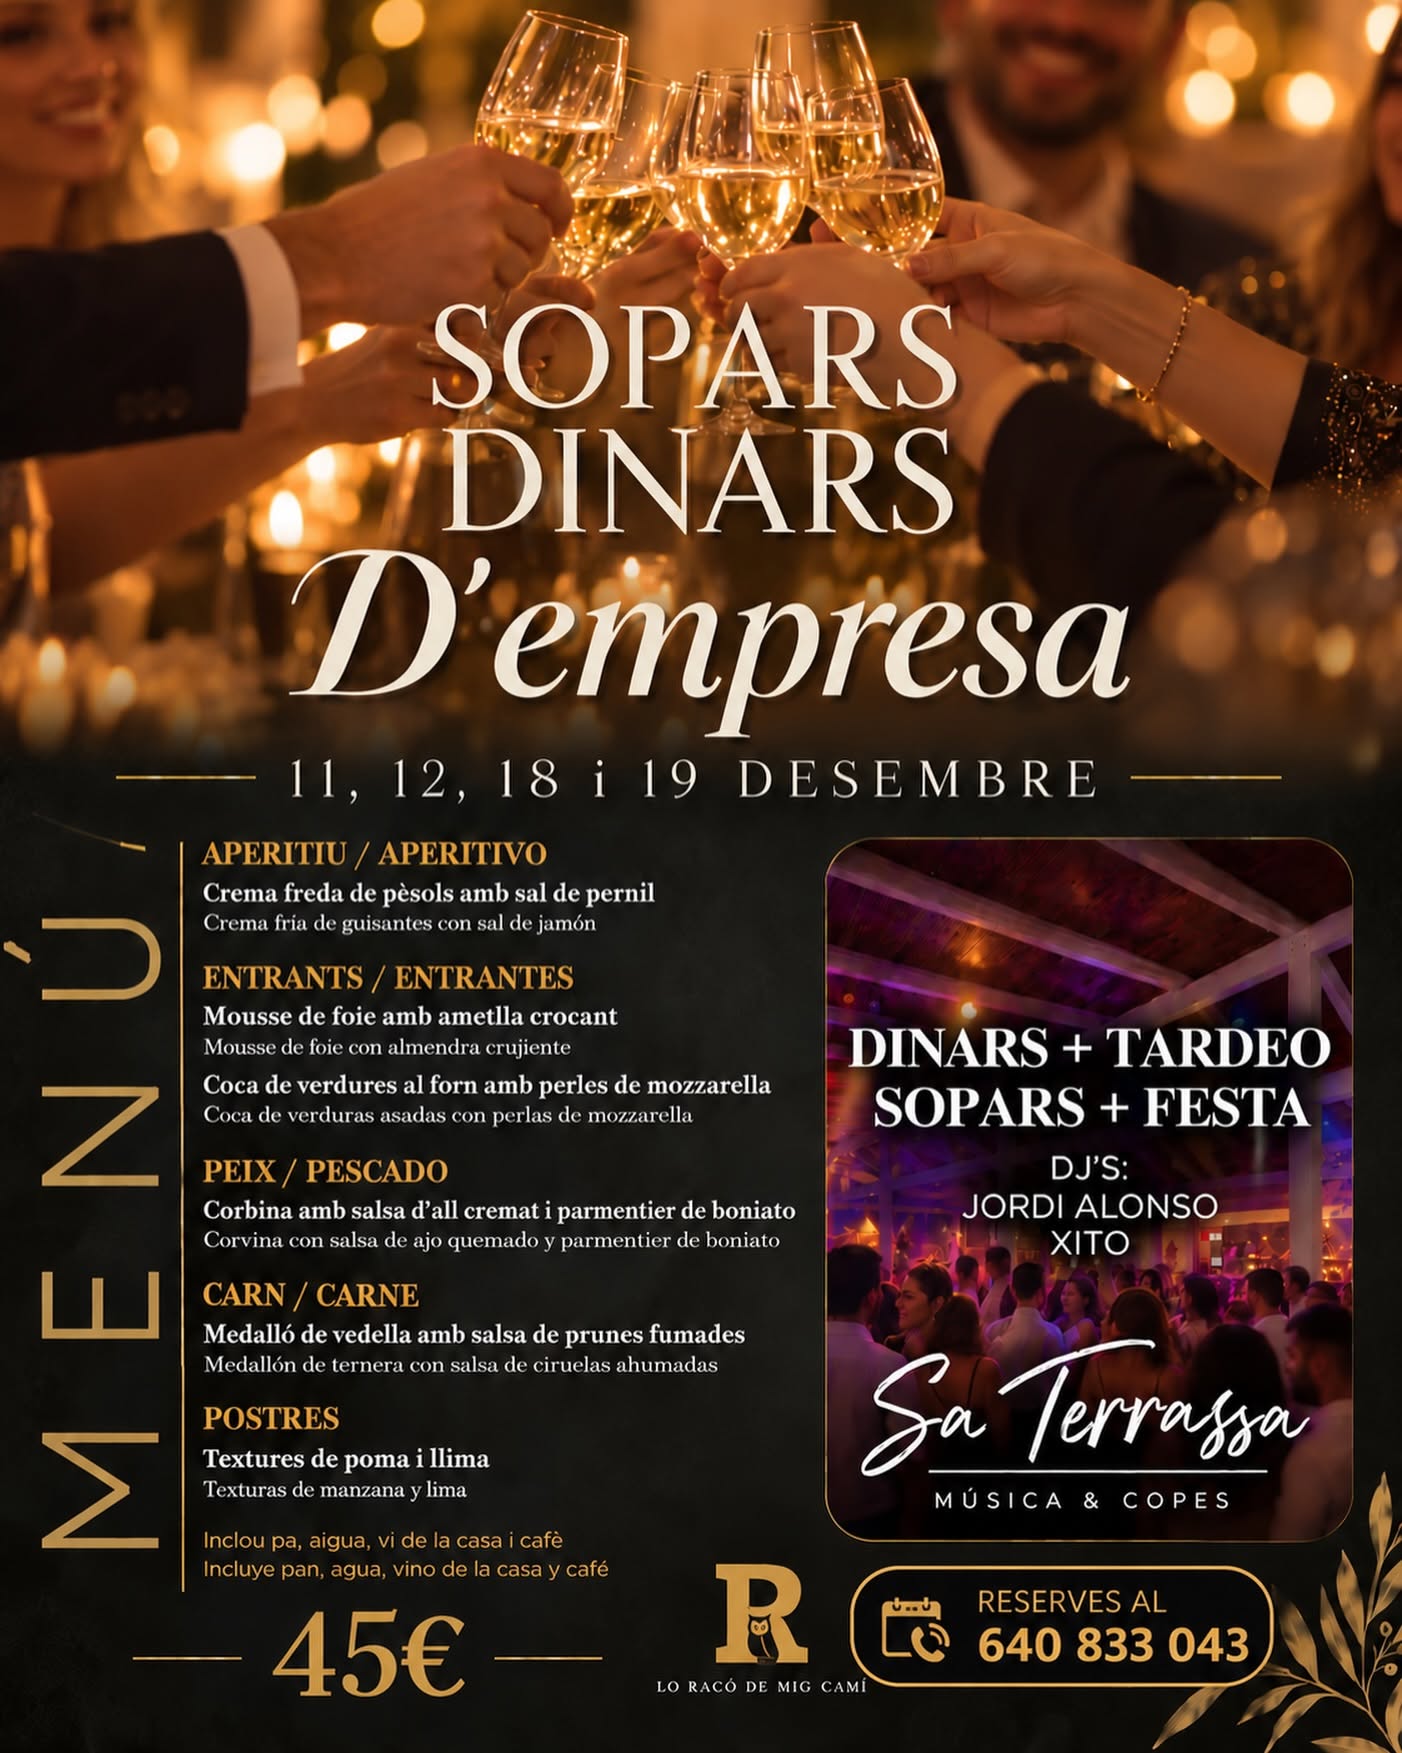 SOPARS
DINARS
D'empresa
11, 12, 18 i 19 DESEMBRE
MENÚ
APERITIU / APERITIVO
Crema freda de pèsols amb sal de pernil
Crema fría de guisantes con sal de jamón
ENTRANTS / ENTRANTES
Mousse de foie amb ametlla crocant
Mousse de foie con almendra crujiente
Coca de verdures al forn amb perles de mozzarella
Coca de verduras asadas con perlas de mozzarella
PEIX / PESCADO
Corbina amb salsa d'all cremat i parmentier de boniato
Corvina con salsa de ajo quemado y parmentier de boniato
CARN / CARNE
Medalló de vedella amb salsa de prunes fumades
Medallón de ternera con salsa de ciruelas ahumadas
POSTRES
Textures de poma i llima
Texturas de manzana y lima
Inclou pa, aigua, vi de la casa i cafè
Incluye pan, agua, vino de la casa y café
45€
DINARS + TARDEO
SOPARS + FESTA
DJ'S:
JORDI ALONSO
XITO
Sa Terrassa
MÚSICA & COPES
R
LO RACÓ DE MIG CAMÍ
RESERVES AL
640 833 043